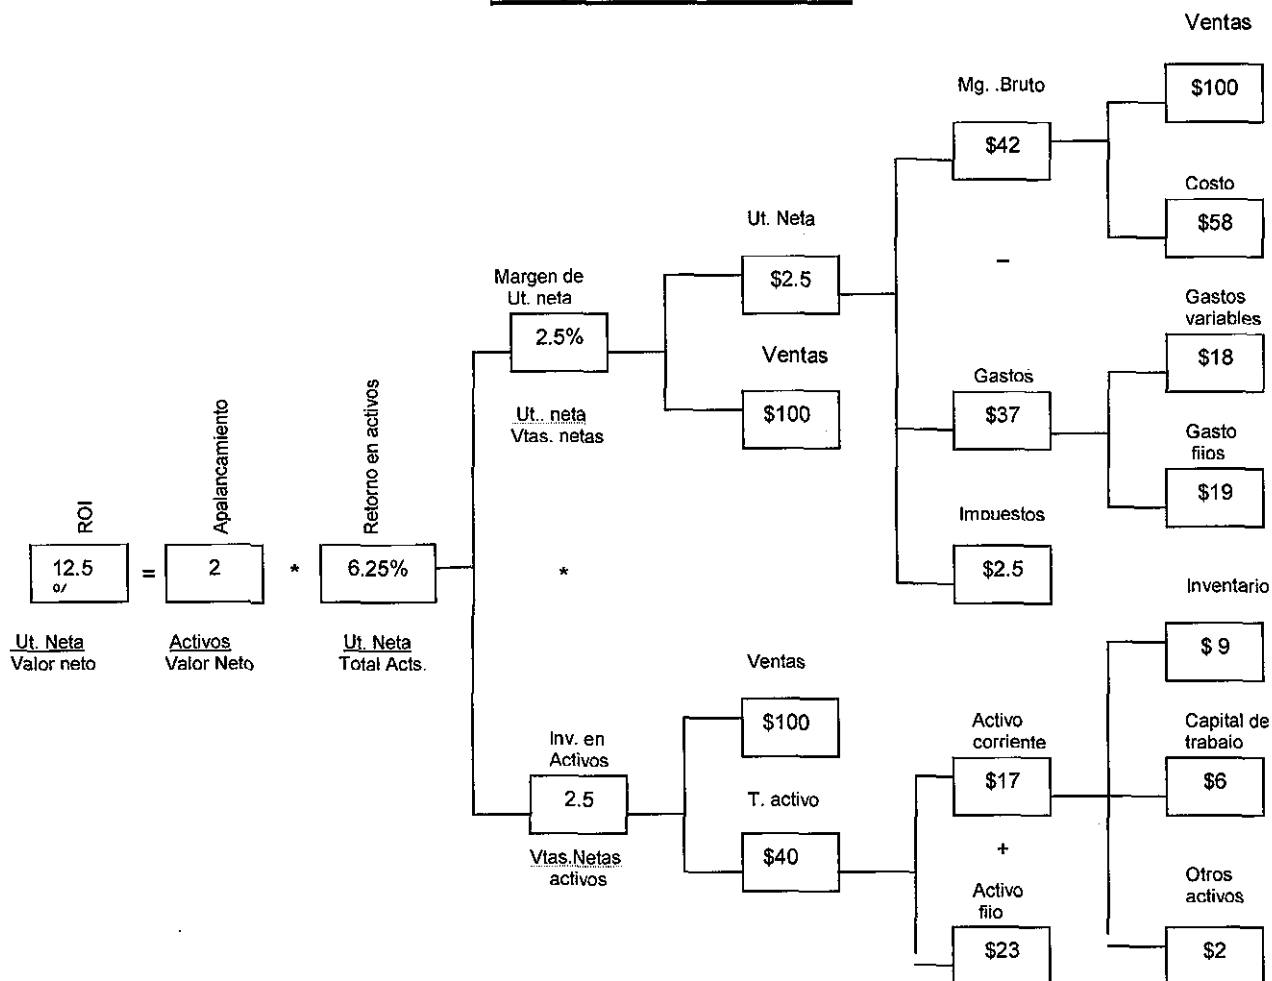 Ventas
$100
Mg. .Bruto
$42
Costo
$58
Ut. Neta
$2.5
–
Margen de
Ut. neta
2.5%
Gastos
variables
$18
Ventas
$100
Gastos
$37
Ut.. neta
Vtas. netas
Gasto
fiios
$19
ROI
Apalancamiento
Retorno en activos
12.5
0/
=
2
*
6.25%
*
Impuestos
$2.5
Ut. Neta
Valor neto
Activos
Valor Neto
Ut. Neta
Total Acts.
Inventario
$ 9
Ventas
$100
Inv. en
Activos
2.5
Activo
corriente
$17
Capital de
trabaio
$6
T. activo
$40
Vtas.Netas
activos
+
Activo
fiio
$23
Otros
activos
$2